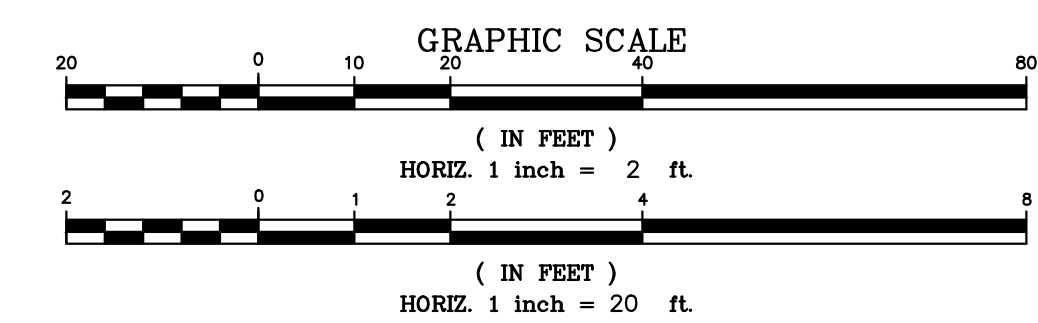 GRAPHIC SCALE
20 0 10 20 40 80
( IN FEET )
HORIZ. 1 inch = 2 ft.
2 0 1 2 4 8
( IN FEET )
HORIZ. 1 inch = 20 ft.